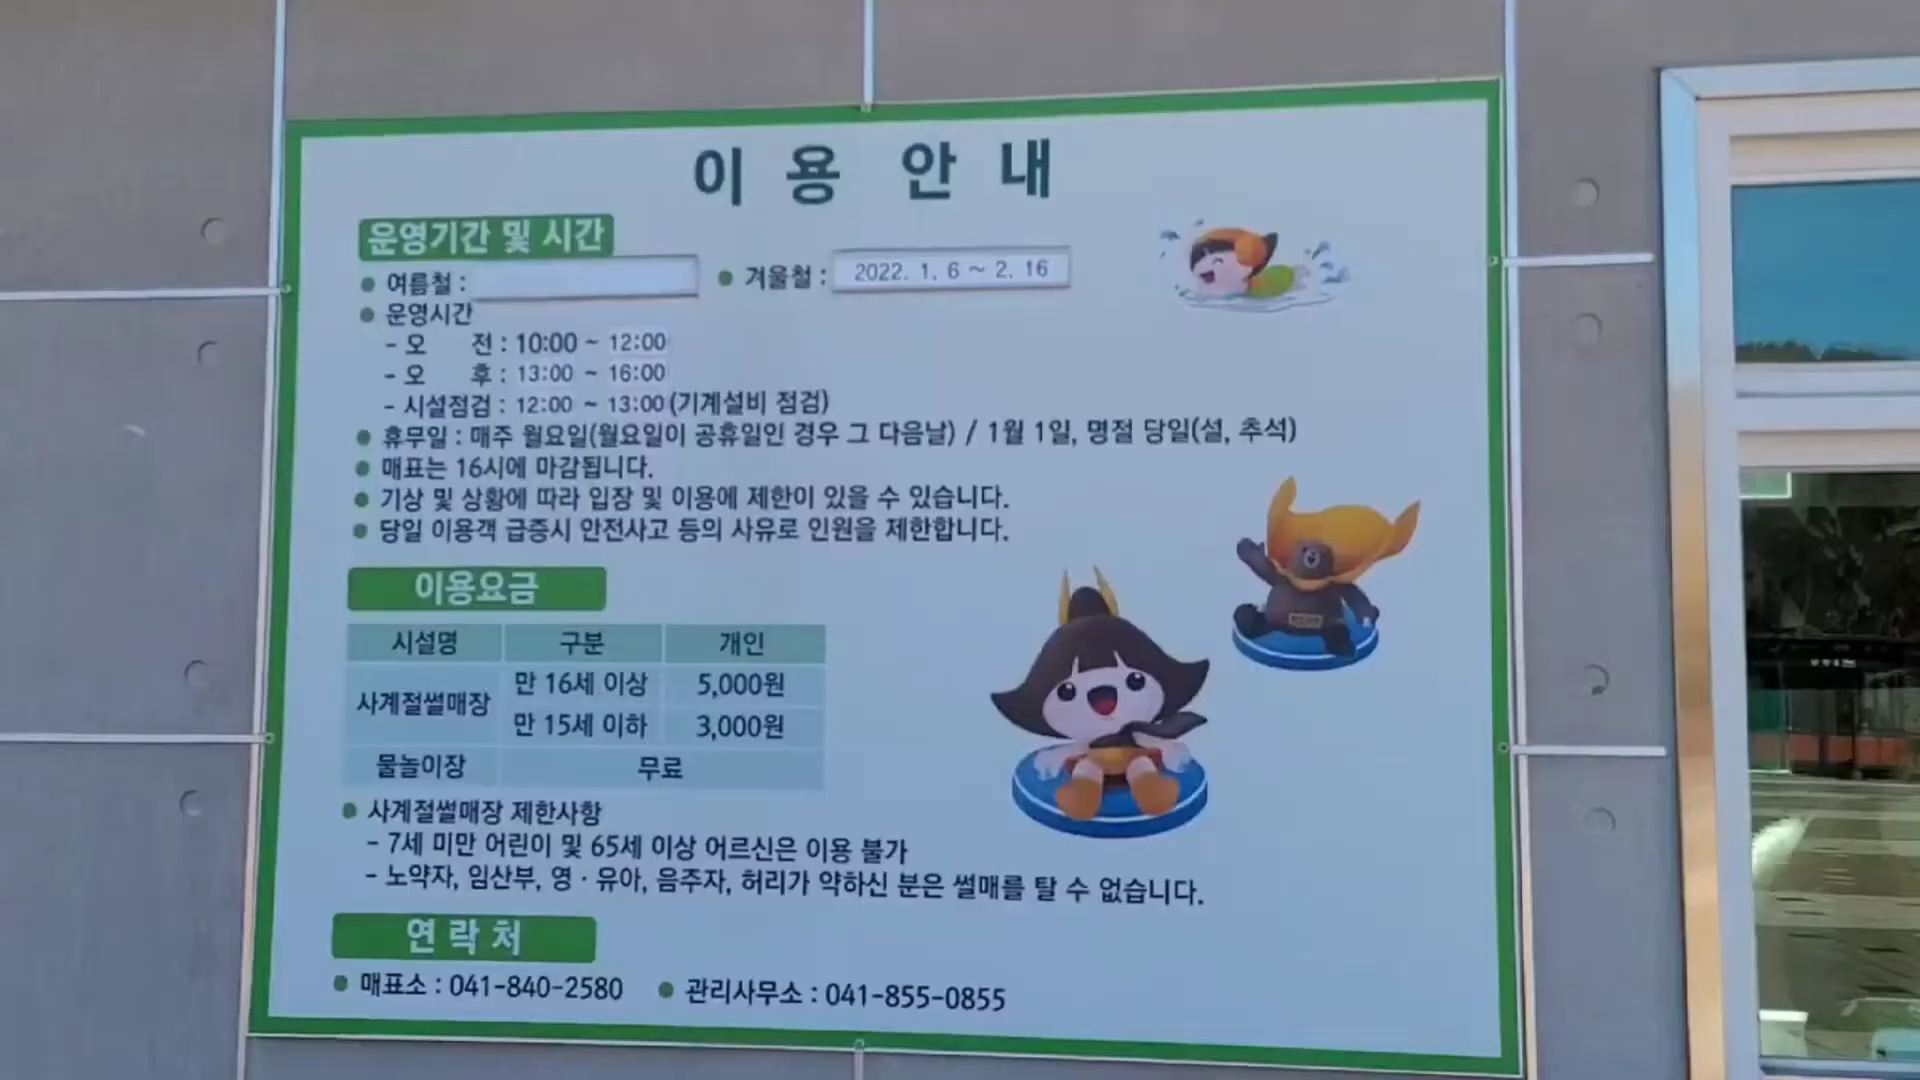 이 용 안 내
운영기간 및 시간
● 여름철 : ● 겨울철 : 2022. 1. 6 ~ 2. 16
● 운영시간
- 오 전 : 10:00 ~ 12:00
- 오 후 : 13:00 ~ 16:00
- 시설점검 : 12:00 ~ 13:00(기계설비 점검)
● 휴무일 : 매주 월요일(월요일이 공휴일인 경우 그 다음날) / 1월 1일, 명절 당일(설, 추석)
● 매표는 16시에 마감됩니다.
● 기상 및 상황에 따라 입장 및 이용에 제한이 있을 수 있습니다.
● 당일 이용객 급증시 안전사고 등의 사유로 인원을 제한합니다.
이용요금
시설명 구분 개인
사계절썰매장 만 16세 이상 5,000원
만 15세 이하 3,000원
물놀이장 무료
● 사계절썰매장 제한사항
- 7세 미만 어린이 및 65세 이상 어르신은 이용 불가
- 노약자, 임산부, 영·유아, 음주자, 허리가 약하신 분은 썰매를 탈 수 없습니다.
연 락 처
● 매표소 : 041-840-2580 ● 관리사무소 : 041-855-0855